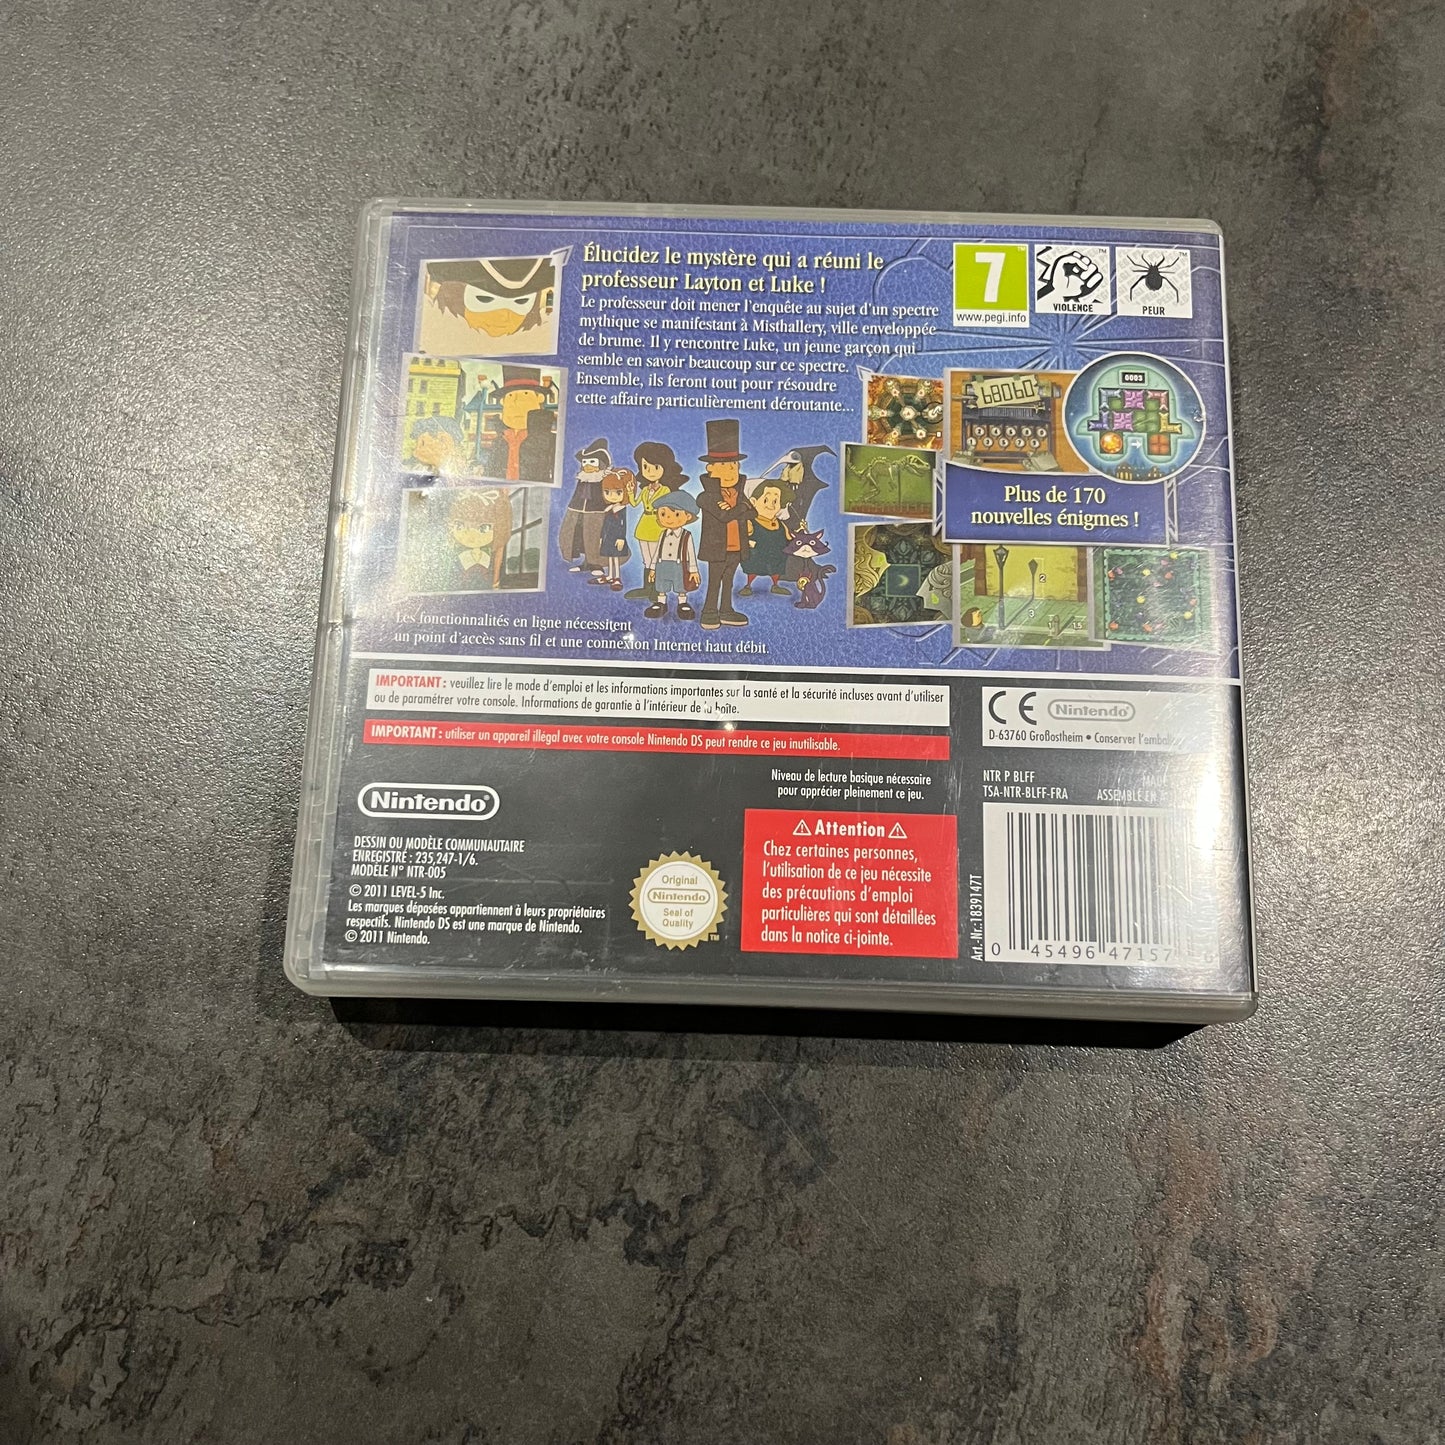 Élucidez le mystère qui a réuni le
professeur Layton et Luke !
Le professeur doit mener l'enquête au sujet d'un spectre
mythique se manifestant à Misthallery, ville enveloppée
de brume. Il y rencontre Luke, un jeune garçon qui
semble en savoir beaucoup sur ce spectre.
Ensemble, ils feront tout pour résoudre
cette affaire particulièrement déroutante...
7
www.pegi.info
VIOLENCE
PEUR
68060
0003
Plus de 170
nouvelles énigmes !
2
3
1
1.5
Les fonctionnalités en ligne nécessitent
un point d'accès sans fil et une connexion Internet haut débit.
IMPORTANT : veuillez lire le mode d'emploi et les informations importantes sur la santé et la sécurité incluses avant d'utiliser
ou de paramétrer votre console. Informations de garantie à l'intérieur de la boîte.
IMPORTANT : utiliser un appareil illégal avec votre console Nintendo DS peut rendre ce jeu inutilisable.
CE Nintendo
D-63760 Großostheim • Conserver
Niveau de lecture basique nécessaire
pour apprécier pleinement ce jeu.
NTR P BLFF
TSA-NTR-BLFF-FRA
ASSEMBLÉ EN
Nintendo
DESSIN OU MODÈLE COMMUNAUTAIRE
ENREGISTRÉ : 235,247-1/6.
MODÈLE N° NTR-005
© 2011 LEVEL-5 Inc.
Les marques déposées appartiennent à leurs propriétaires
respectifs. Nintendo DS est une marque de Nintendo.
© 2011 Nintendo.
Original
Nintendo
Seal of
Quality
TM
⚠ Attention ⚠
Chez certaines personnes,
l'utilisation de ce jeu nécessite
des précautions d'emploi
particulières qui sont détaillées
dans la notice ci-jointe.
Art.-Nr.:1839147T
0 45496 47157 6